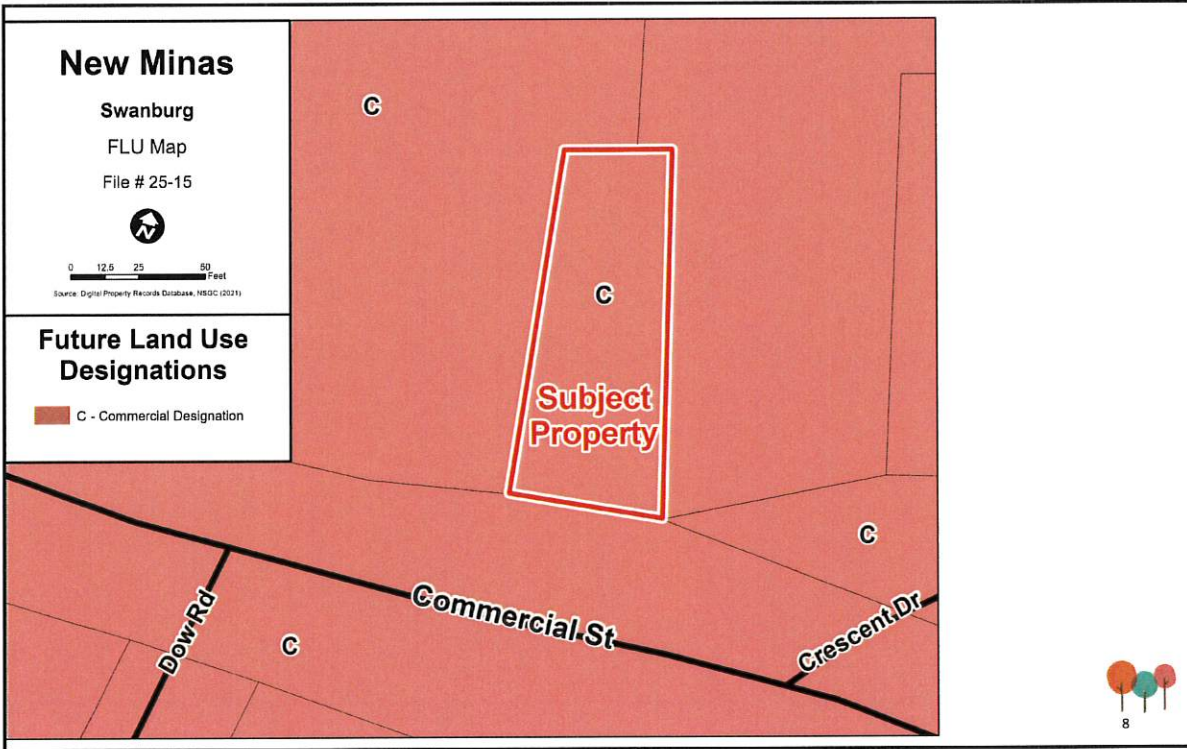 New Minas
Swanburg
FLU Map
File # 25-15
N
0 12.5 25 50
Feet
Source: Digital Property Records Database, NSGC (2021)
Future Land Use
Designations
C - Commercial Designation
C
C
Subject
Property
C
Commercial St
Crescent Dr
Dow Rd
C
8